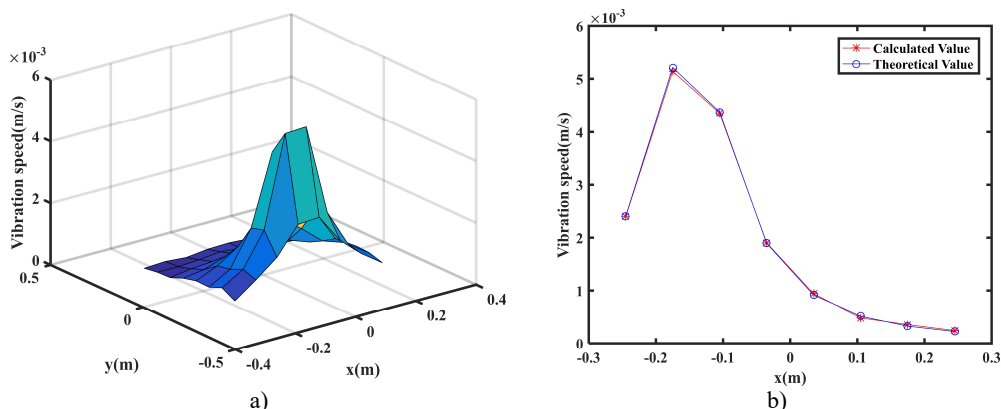 a)
×10⁻³
6
4
2
0
Vibration speed(m/s)
0.5
0
-0.5
y(m)
-0.4
-0.2
0
0.2
0.4
x(m)
a)
b)
×10⁻³
6
5
4
3
2
1
0
Vibration speed(m/s)
Calculated Value
Theoretical Value
-0.3
-0.2
-0.1
0
0.1
0.2
0.3
x(m)
b)